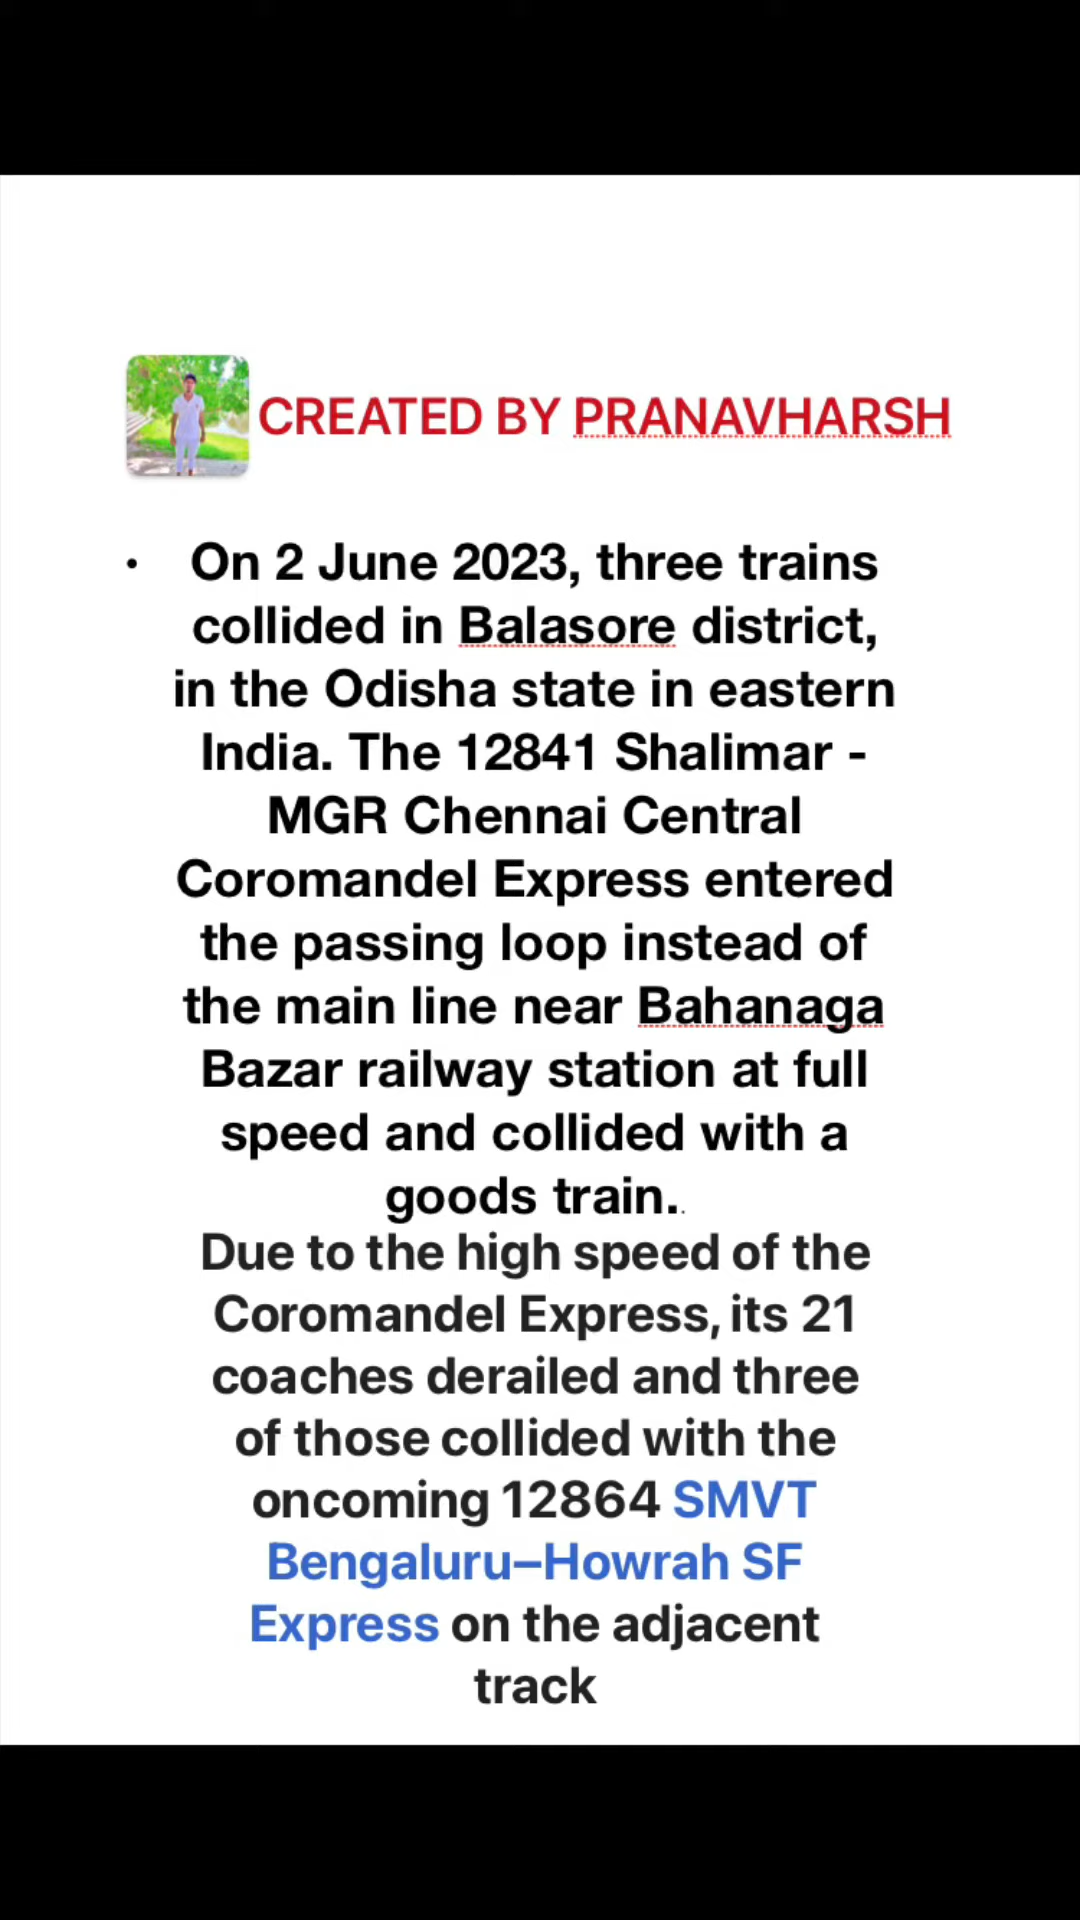 CREATED BY PRANAVHARSH
• On 2 June 2023, three trains
collided in Balasore district,
in the Odisha state in eastern
India. The 12841 Shalimar -
MGR Chennai Central
Coromandel Express entered
the passing loop instead of
the main line near Bahanaga
Bazar railway station at full
speed and collided with a
goods train..
Due to the high speed of the
Coromandel Express, its 21
coaches derailed and three
of those collided with the
oncoming 12864 SMVT
Bengaluru–Howrah SF
Express on the adjacent
track